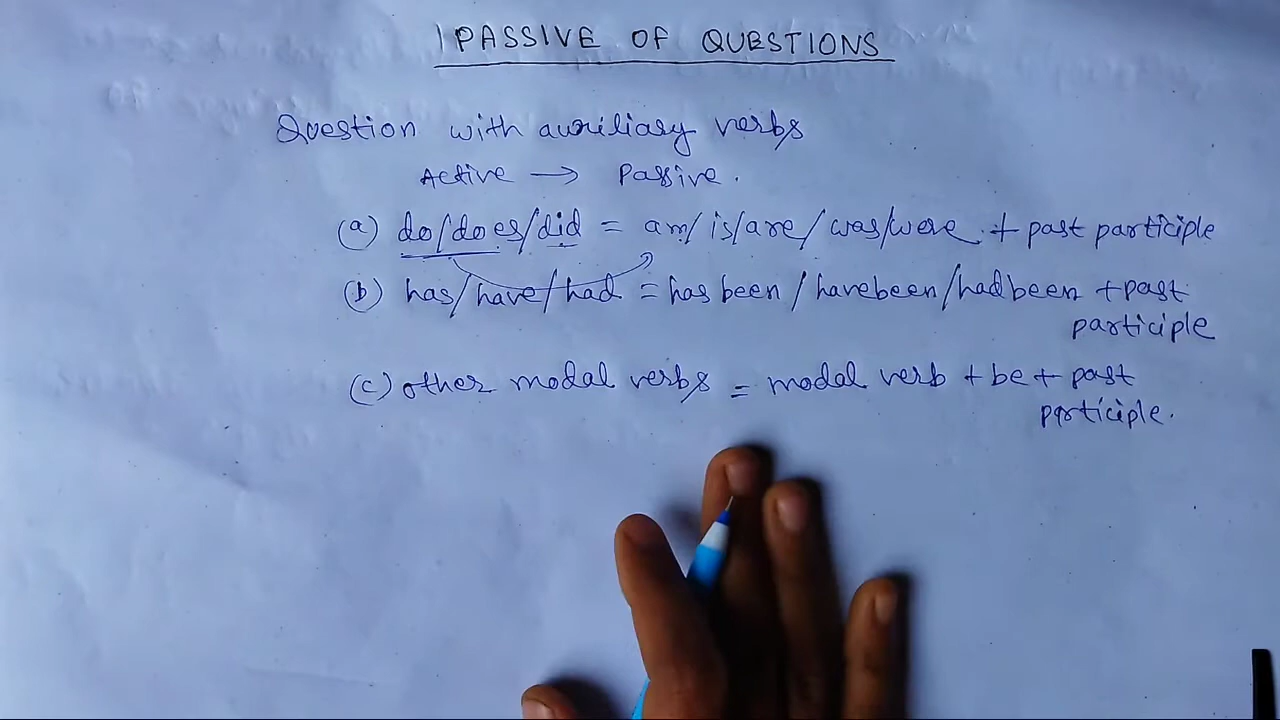 PASSIVE OF QUESTIONS
Question with auxiliary verbs
Active → Passive.
(a) do/does/did = am/is/are/was/were + past participle
(b) has/have/had = has been/have been/had been + past
participle
(c) other modal verbs = modal verb + be + past
participle.